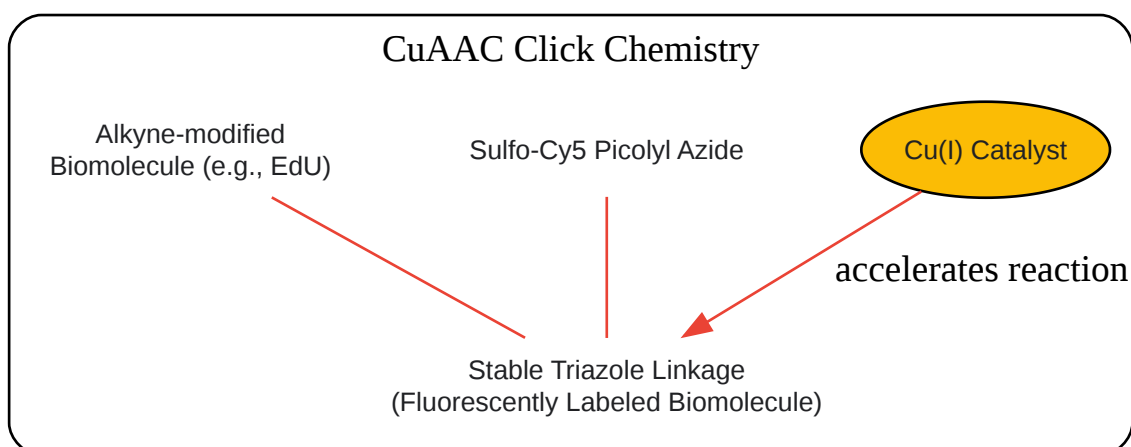 CuAAC Click Chemistry
Alkyne-modified
Biomolecule (e.g., EdU)
Sulfo-Cy5 Picolyl Azide
Cu(I) Catalyst
accelerates reaction
Stable Triazole Linkage
(Fluorescently Labeled Biomolecule)